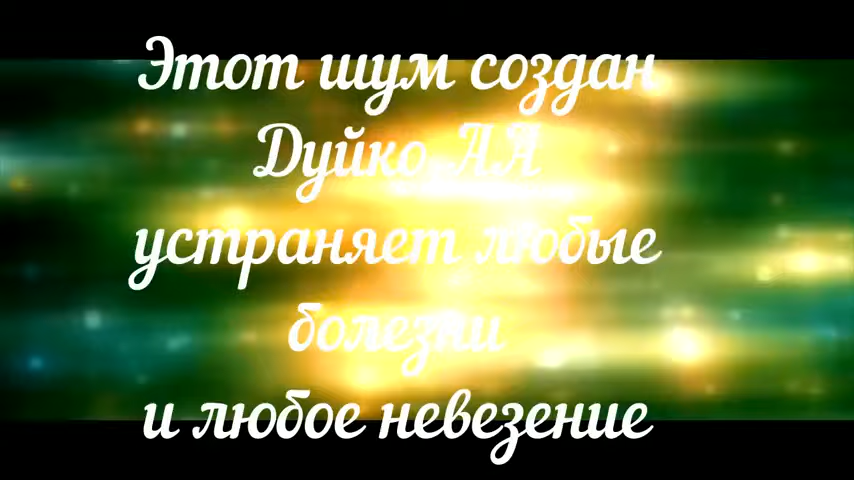 Этот шум создан
Дуйко АА
устраняет любые
болезни
и любое невезение